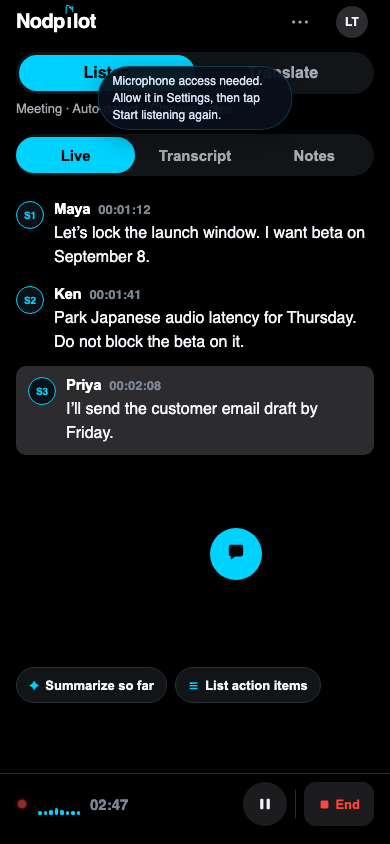 Nodpilot
LT
Translate
Microphone access needed.
Allow it in Settings, then tap
Start listening again.
Meeting
Live
Transcript
Notes
S1
Maya 00:01:12
Let’s lock the launch window. I want beta on
September 8.
S2
Ken 00:01:41
Park Japanese audio latency for Thursday.
Do not block the beta on it.
S3
Priya 00:02:08
I’ll send the customer email draft by
Friday.
Summarize so far
List action items
02:47
End